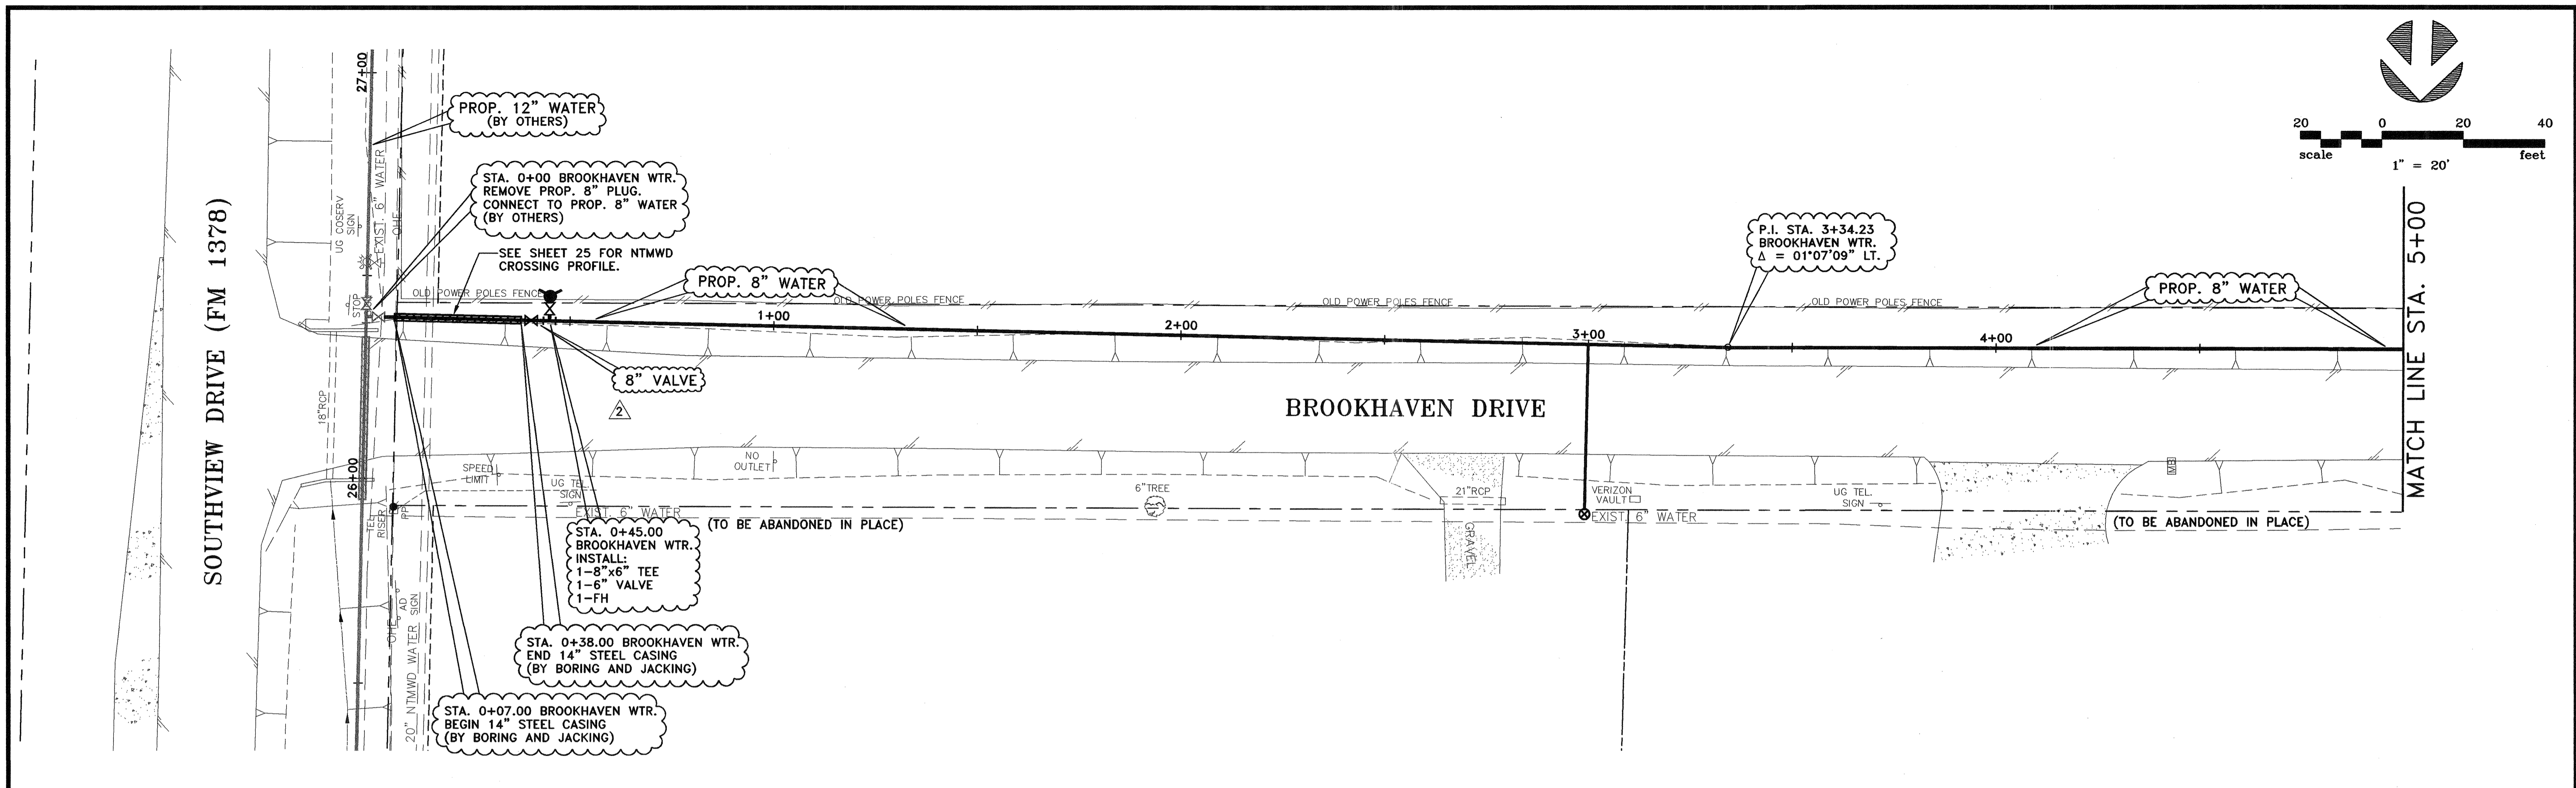 27+00
PROP. 12" WATER
(BY OTHERS)
20 0 20 40
scale feet
1" = 20'
SOUTHVIEW DRIVE (FM 1378)
UG COSERV
SIGN
EXIST. 6" WATER
OHE
STA. 0+00 BROOKHAVEN WTR.
REMOVE PROP. 8" PLUG.
CONNECT TO PROP. 8" WATER
(BY OTHERS)
SEE SHEET 25 FOR NTMWD
CROSSING PROFILE.
PROP. 8" WATER
P.I. STA. 3+34.23
BROOKHAVEN WTR.
Δ = 01°07'09" LT.
PROP. 8" WATER
MATCH LINE STA. 5+00
STOP
OLD POWER POLES FENCE
OLD POWER POLES FENCE
OLD POWER POLES FENCE
OLD POWER POLES FENCE
1+00
2+00
3+00
4+00
8" VALVE
2
BROOKHAVEN DRIVE
18"RCP
26+00
SPEED
LIMIT
NO
OUTLET
UG TEL.
SIGN
6"TREE
21"RCP
GRAVEL
VERIZON
VAULT
UG TEL.
SIGN
MB
TEL
RISER
PP
EXIST. 6" WATER
(TO BE ABANDONED IN PLACE)
EXIST. 6" WATER
(TO BE ABANDONED IN PLACE)
STA. 0+45.00
BROOKHAVEN WTR.
INSTALL:
1-8"x6" TEE
1-6" VALVE
1-FH
OHE
AD
SIGN
20" NTMWD WATER
STA. 0+38.00 BROOKHAVEN WTR.
END 14" STEEL CASING
(BY BORING AND JACKING)
STA. 0+07.00 BROOKHAVEN WTR.
BEGIN 14" STEEL CASING
(BY BORING AND JACKING)